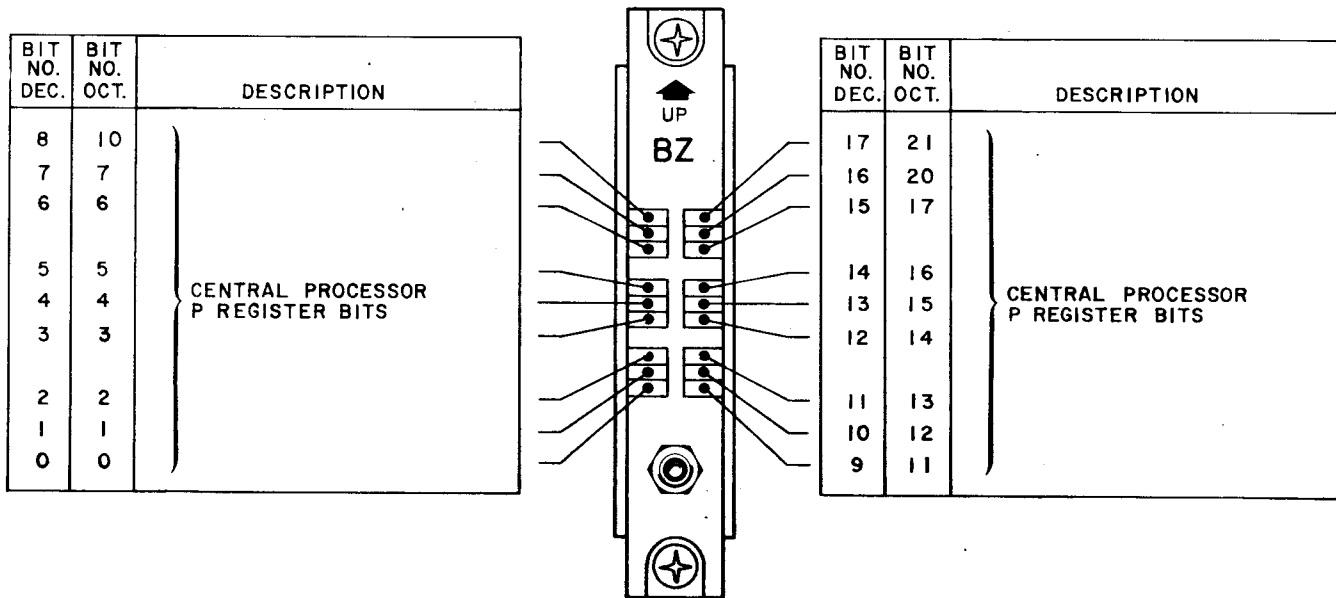 BIT NO. DEC. BIT NO. OCT. DESCRIPTION
8 10
7 7
6 6
5 5
4 4
3 3
2 2
1 1
0 0
CENTRAL PROCESSOR
P REGISTER BITS
UP
BZ
BIT NO. DEC. BIT NO. OCT. DESCRIPTION
17 21
16 20
15 17
14 16
13 15
12 14
11 13
10 12
9 11
CENTRAL PROCESSOR
P REGISTER BITS